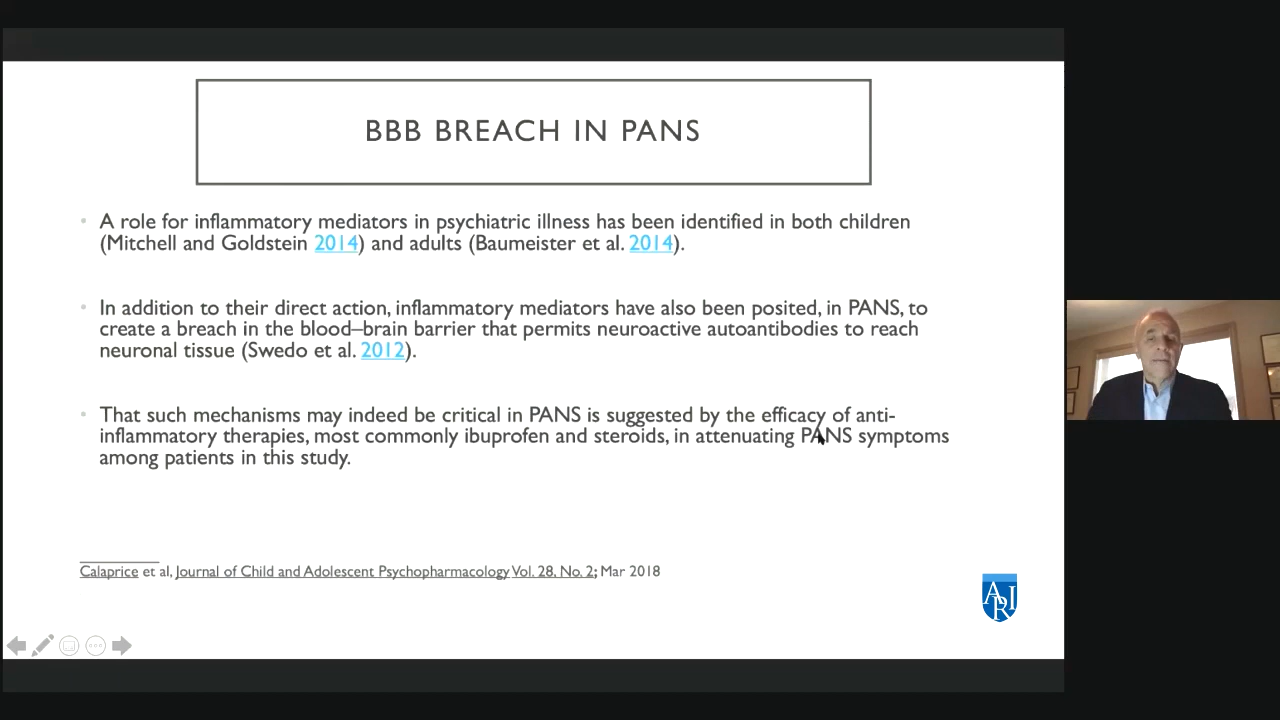 BBB BREACH IN PANS
• A role for inflammatory mediators in psychiatric illness has been identified in both children
(Mitchell and Goldstein 2014) and adults (Baumeister et al. 2014).
• In addition to their direct action, inflammatory mediators have also been posited, in PANS, to
create a breach in the blood–brain barrier that permits neuroactive autoantibodies to reach
neuronal tissue (Swedo et al. 2012).
• That such mechanisms may indeed be critical in PANS is suggested by the efficacy of anti-
inflammatory therapies, most commonly ibuprofen and steroids, in attenuating PANS symptoms
among patients in this study.
Calaprice et al, Journal of Child and Adolescent Psychopharmacology Vol. 28, No. 2; Mar 2018
ARI